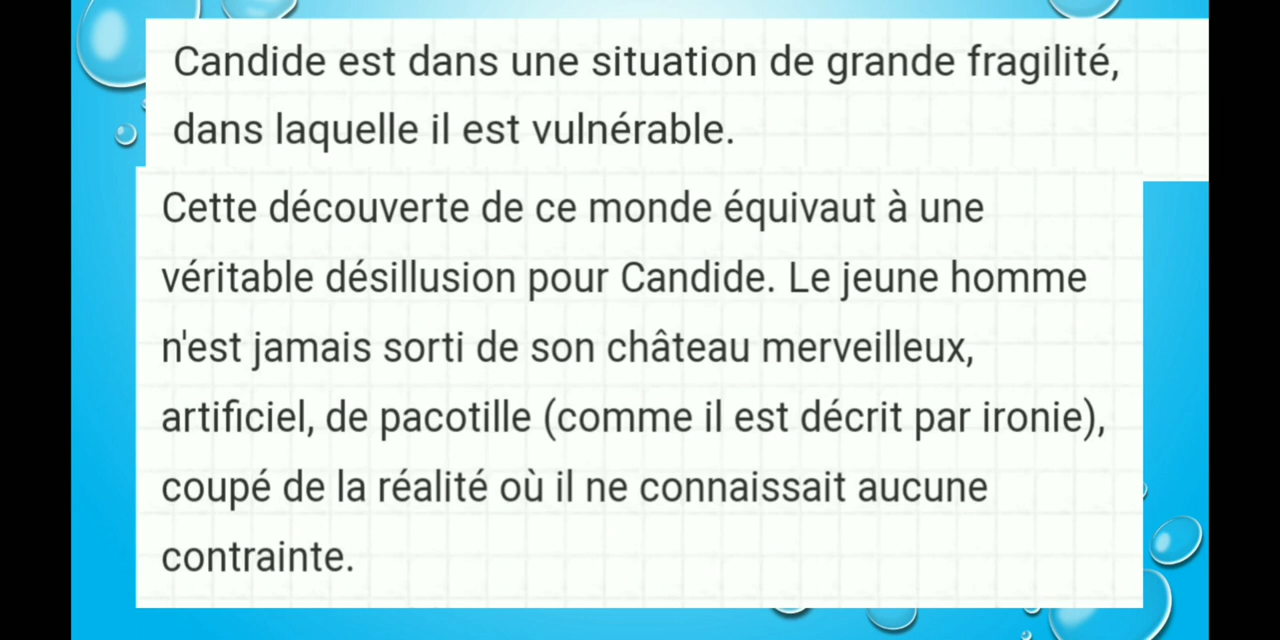 Candide est dans une situation de grande fragilité,
dans laquelle il est vulnérable.
Cette découverte de ce monde équivaut à une
véritable désillusion pour Candide. Le jeune homme
n'est jamais sorti de son château merveilleux,
artificiel, de pacotille (comme il est décrit par ironie),
coupé de la réalité où il ne connaissait aucune
contrainte.